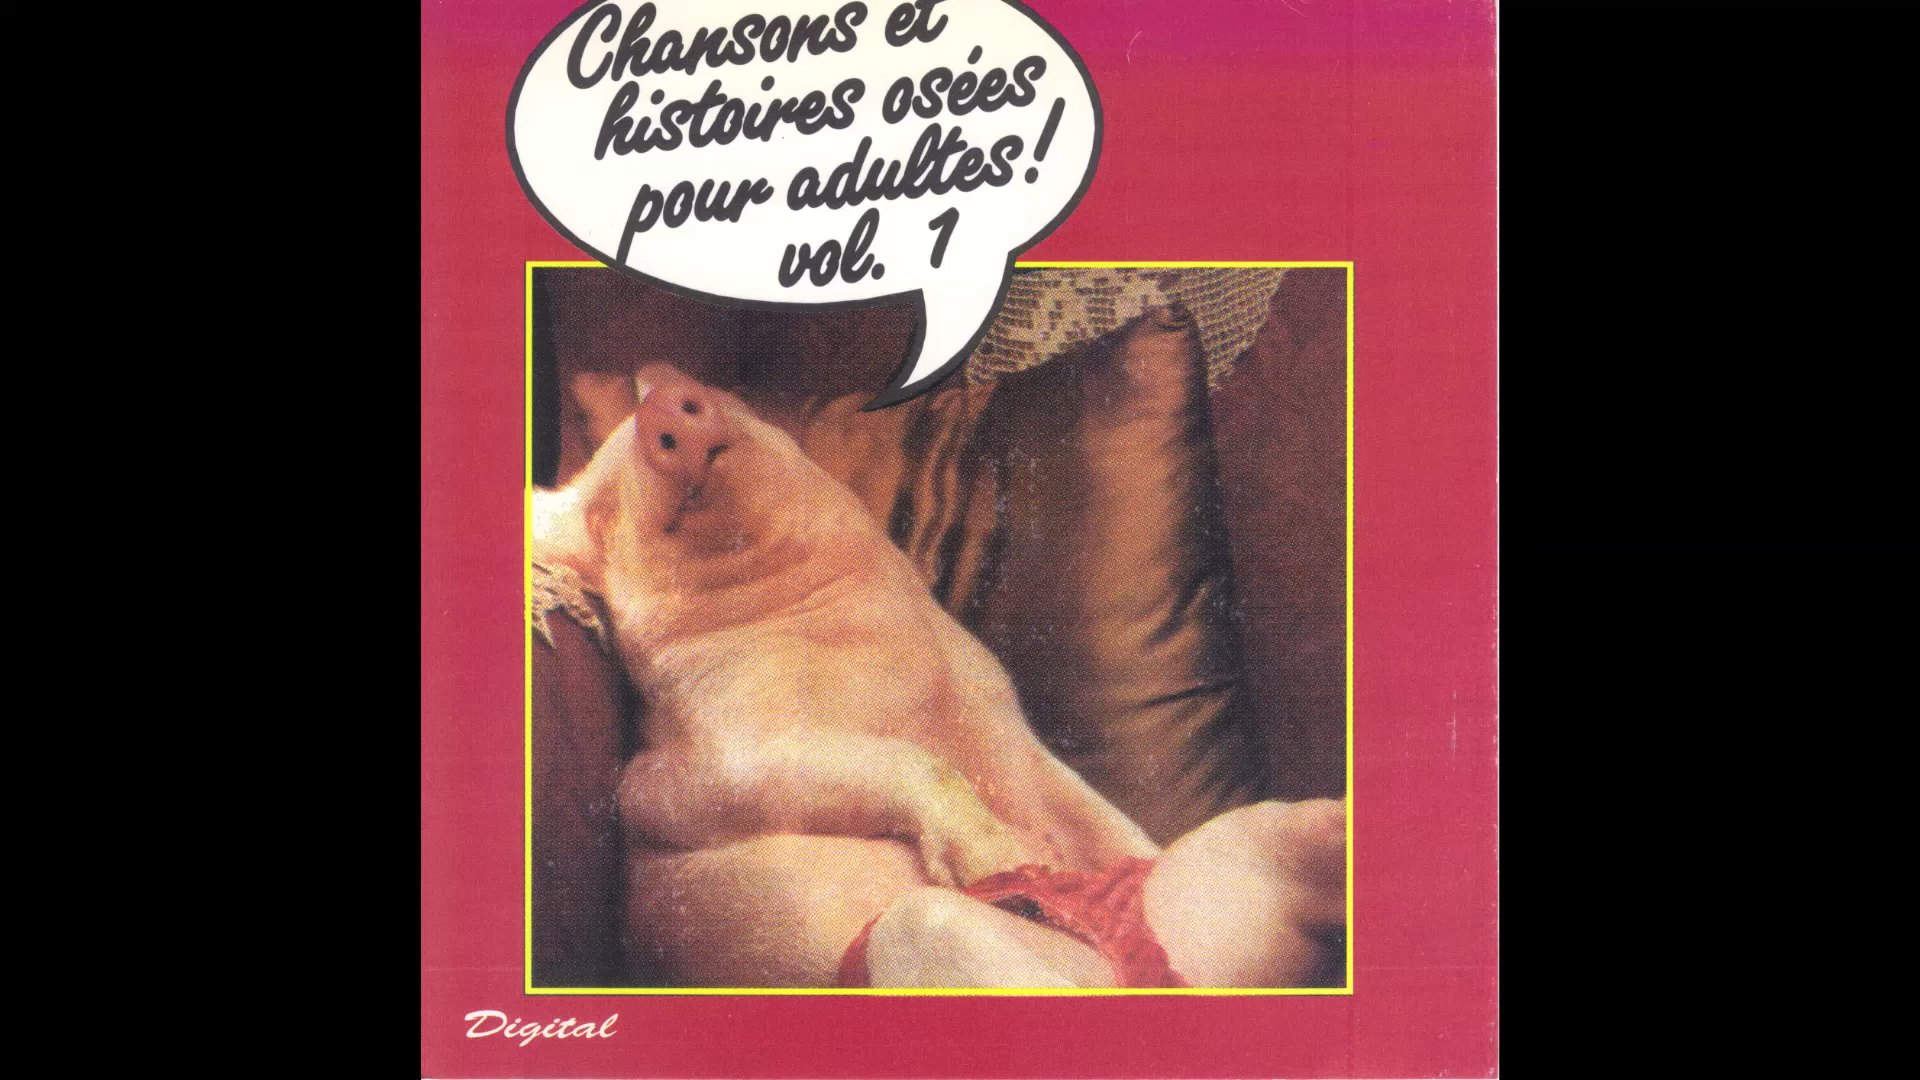 Chansons et
histoires osées
pour adultes!
vol. 1
Digital